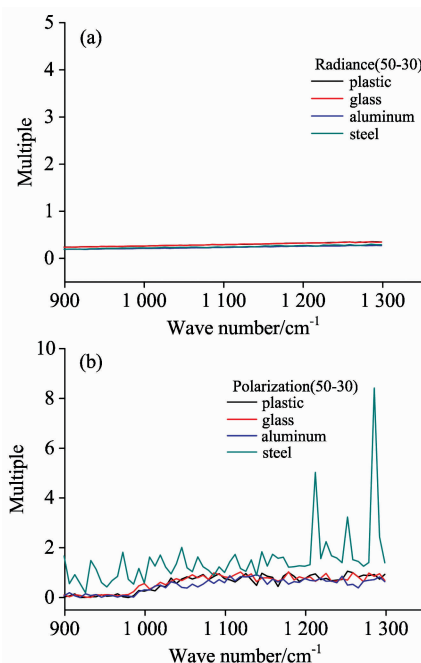 (a)
Radiance(50-30)
plastic
glass
aluminum
steel
Multiple
5
4
3
2
1
0
900
1 000
1 100
1 200
1 300
Wave number/cm⁻¹
(b)
Polarization(50-30)
plastic
glass
aluminum
steel
Multiple
10
8
6
4
2
0
900
1 000
1 100
1 200
1 300
Wave number/cm⁻¹